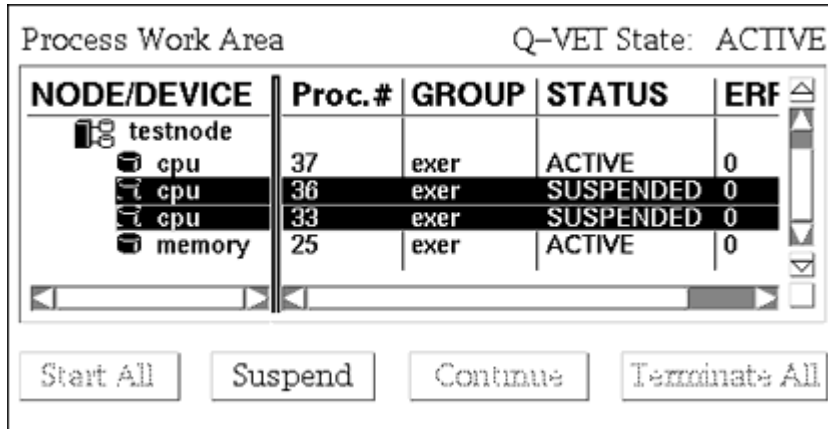 Process Work Area Q-VET State: ACTIVE
NODE/DEVICE Proc.# GROUP STATUS ERF
testnode
cpu 37 exer ACTIVE 0
cpu 36 exer SUSPENDED 0
cpu 33 exer SUSPENDED 0
memory 25 exer ACTIVE 0
Start All Suspend Continue Terminate All